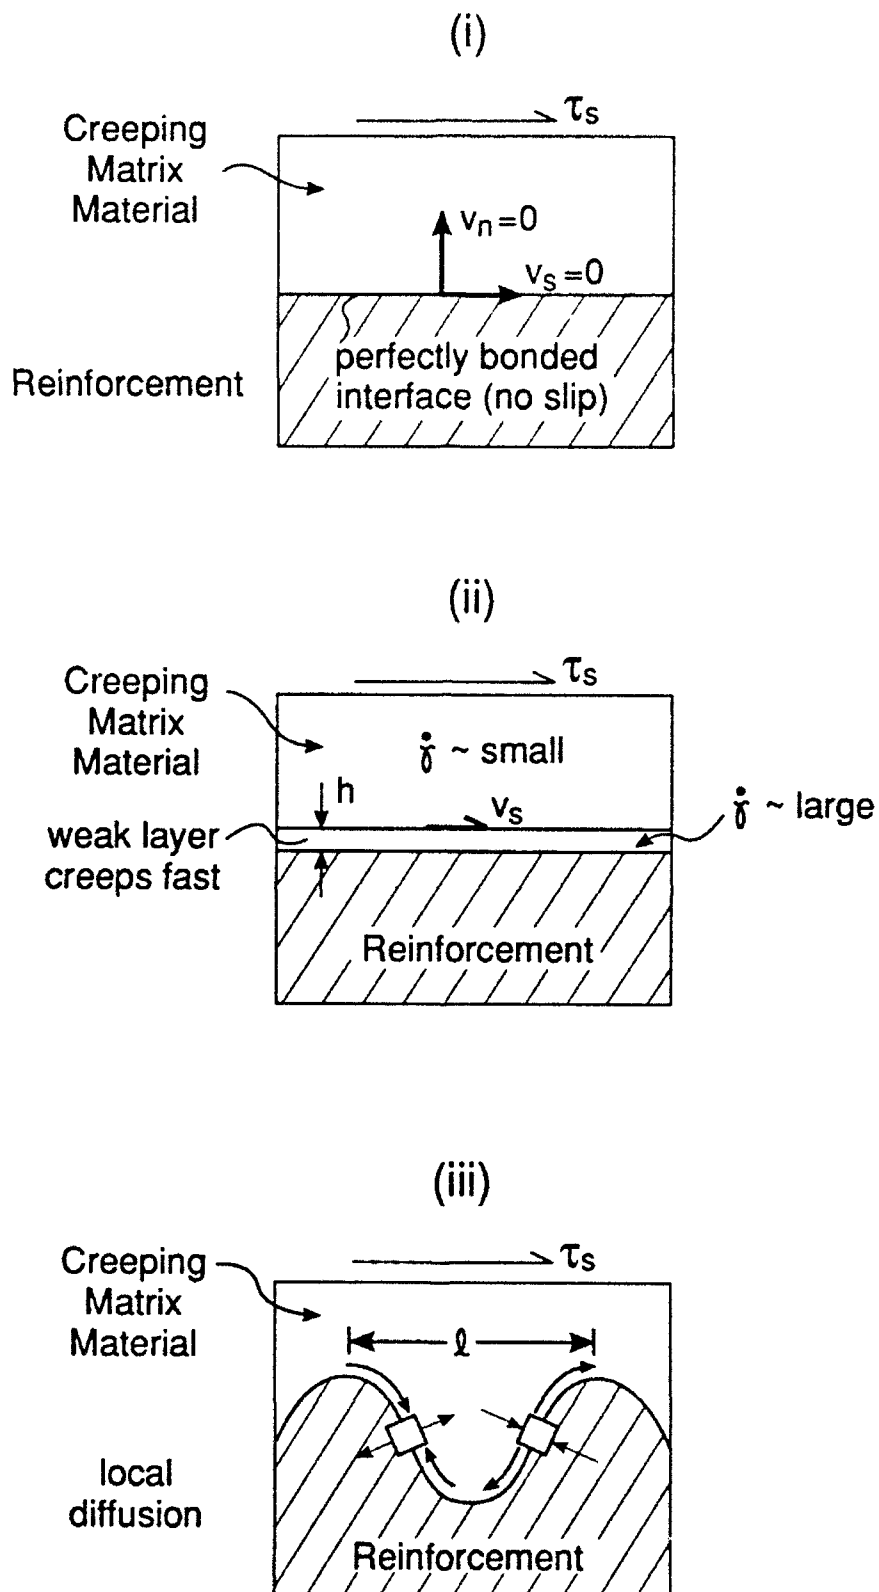 (i)
τs
Creeping
Matrix
Material
vn=0
vs=0
perfectly bonded
interface (no slip)
Reinforcement
(ii)
τs
Creeping
Matrix
Material
γ̇ ~ small
h
vs
γ̇ ~ large
weak layer
creeps fast
Reinforcement
(iii)
τs
Creeping
Matrix
Material
ℓ
local
diffusion
Reinforcement